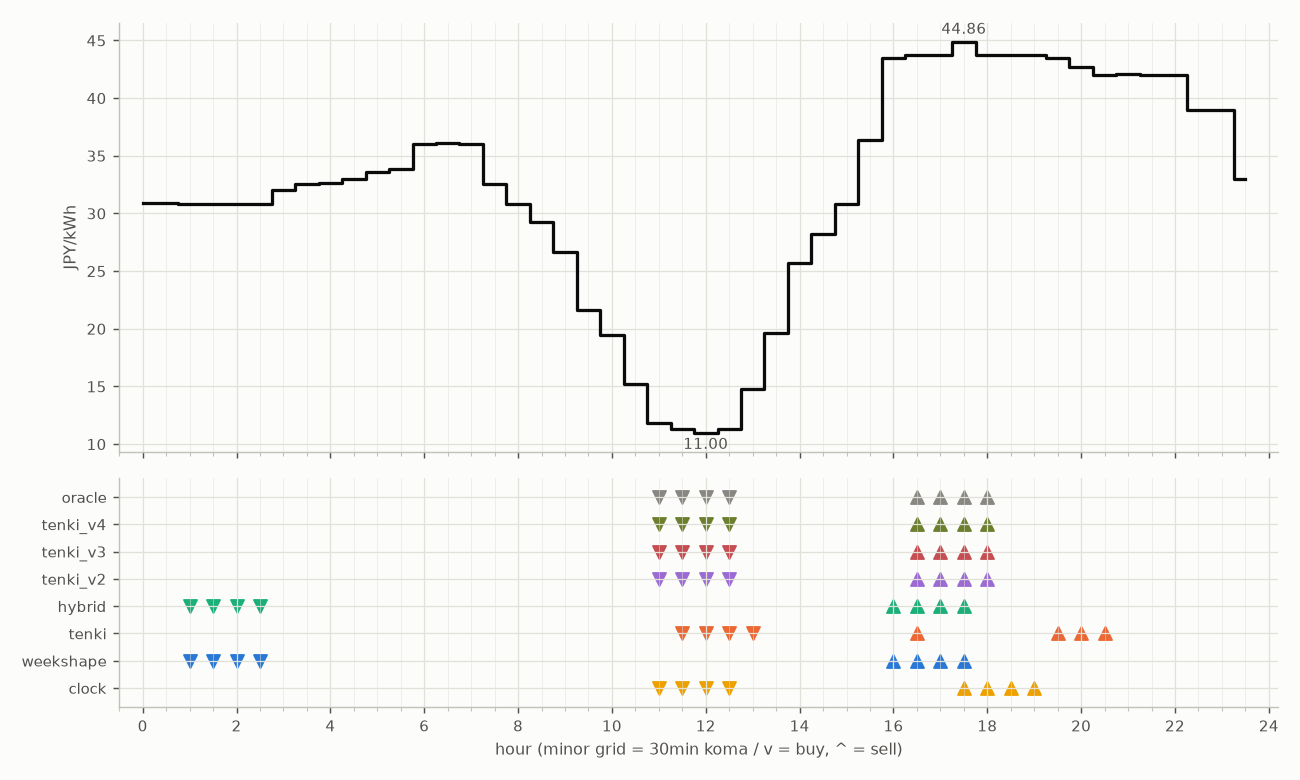 44.86
45
40
35
30
25
20
15
10
JPY/kWh
11.00
oracle
tenki_v4
tenki_v3
tenki_v2
hybrid
tenki
weekshape
clock
0 2 4 6 8 10 12 14 16 18 20 22 24
hour (minor grid = 30min koma / v = buy, ^ = sell)